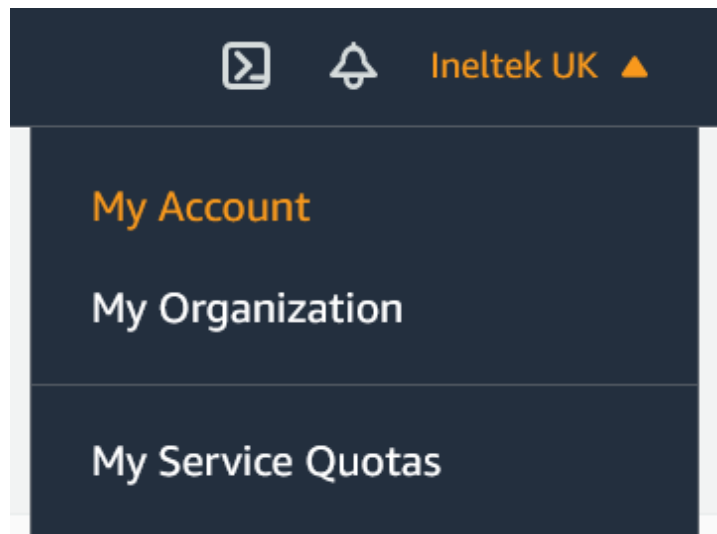 Ineltek UK
My Account
My Organization
My Service Quotas